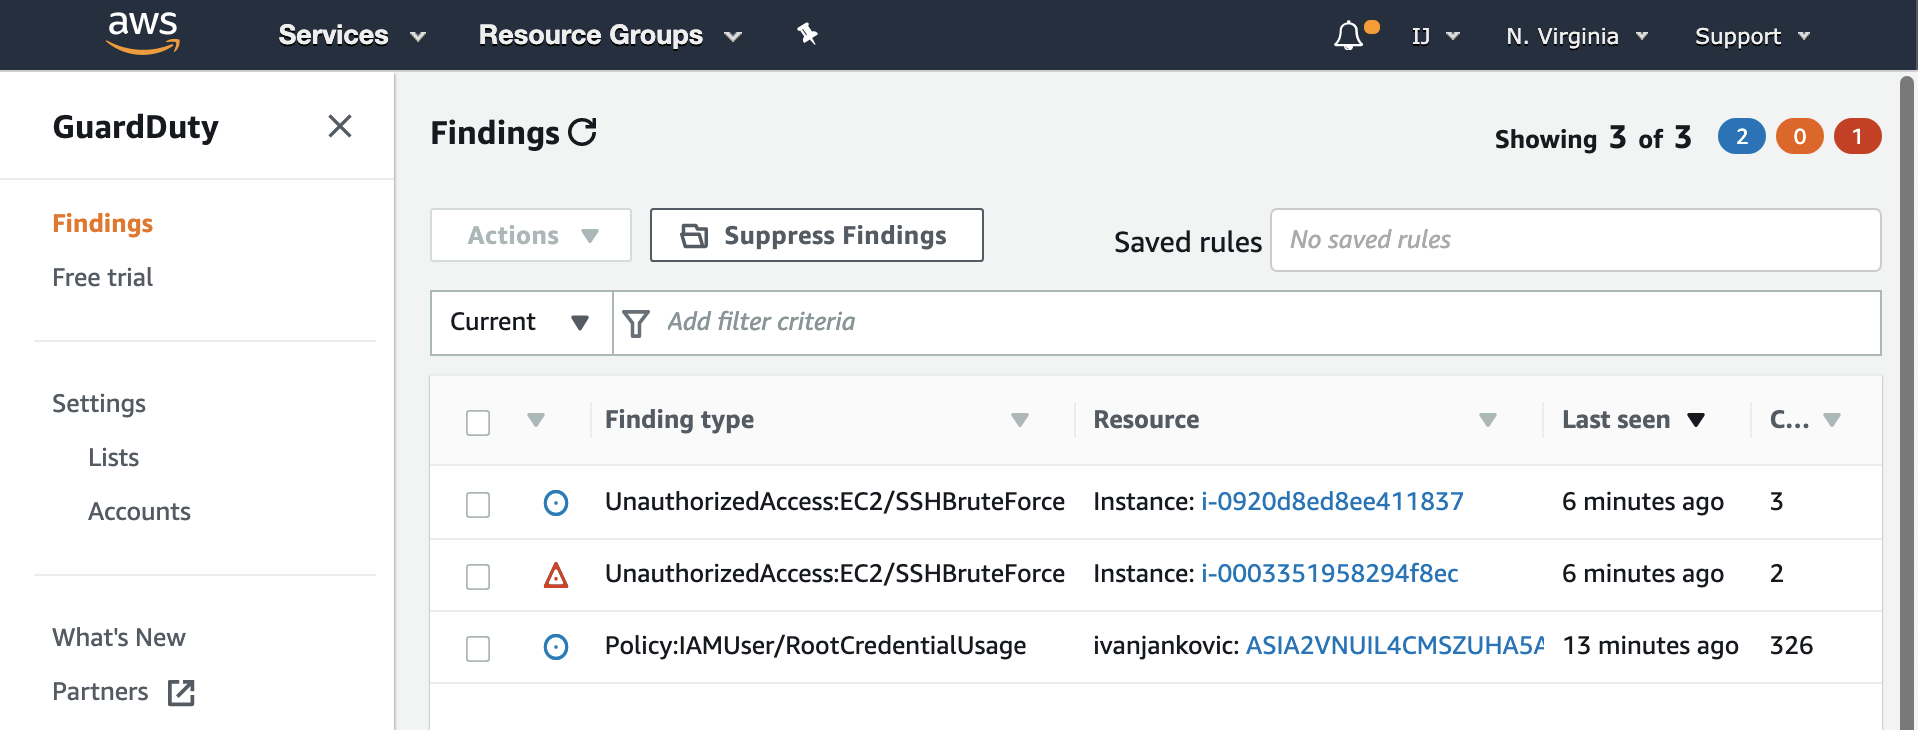 aws
Services
Resource Groups
IJ
N. Virginia
Support
GuardDuty
Findings
Free trial
Settings
Lists
Accounts
What's New
Partners
Findings
Showing 3 of 3
2
0
1
Actions
Suppress Findings
Saved rules
No saved rules
Current
Add filter criteria
Finding type Resource Last seen C...
UnauthorizedAccess:EC2/SSHBruteForce Instance: i-0920d8ed8ee411837 6 minutes ago 3
UnauthorizedAccess:EC2/SSHBruteForce Instance: i-0003351958294f8ec 6 minutes ago 2
Policy:IAMUser/RootCredentialUsage ivanjankovic: ASIA2VNUIL4CMSZUHA5A 13 minutes ago 326